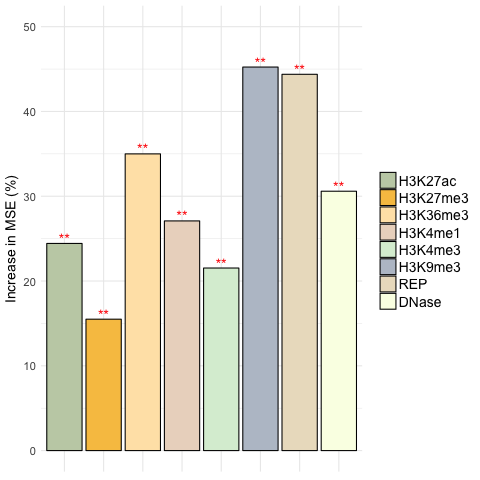 50
40
30
20
10
0
Increase in MSE (%)
**
**
**
**
**
**
**
**
H3K27ac
H3K27me3
H3K36me3
H3K4me1
H3K4me3
H3K9me3
REP
DNase